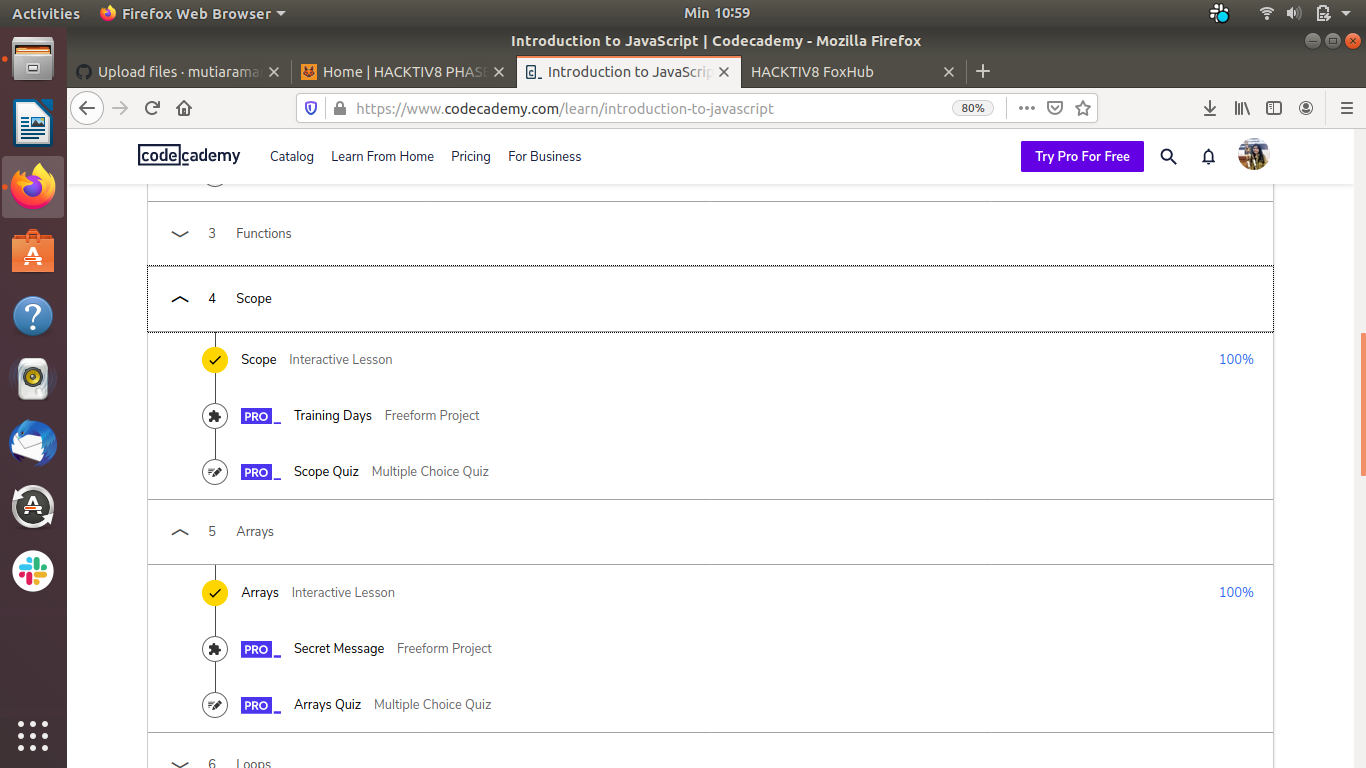 Activities Firefox Web Browser Min 10:59
Introduction to JavaScript | Codecademy - Mozilla Firefox
Upload files · mutiarama Home | HACKTIV8 PHASE Introduction to JavaScrip HACKTIV8 FoxHub
https://www.codecademy.com/learn/introduction-to-javascript 80%
codecademy Catalog Learn From Home Pricing For Business Try Pro For Free
3 Functions
4 Scope
Scope Interactive Lesson 100%
PRO Training Days Freeform Project
PRO Scope Quiz Multiple Choice Quiz
5 Arrays
Arrays Interactive Lesson 100%
PRO Secret Message Freeform Project
PRO Arrays Quiz Multiple Choice Quiz
6 Loops